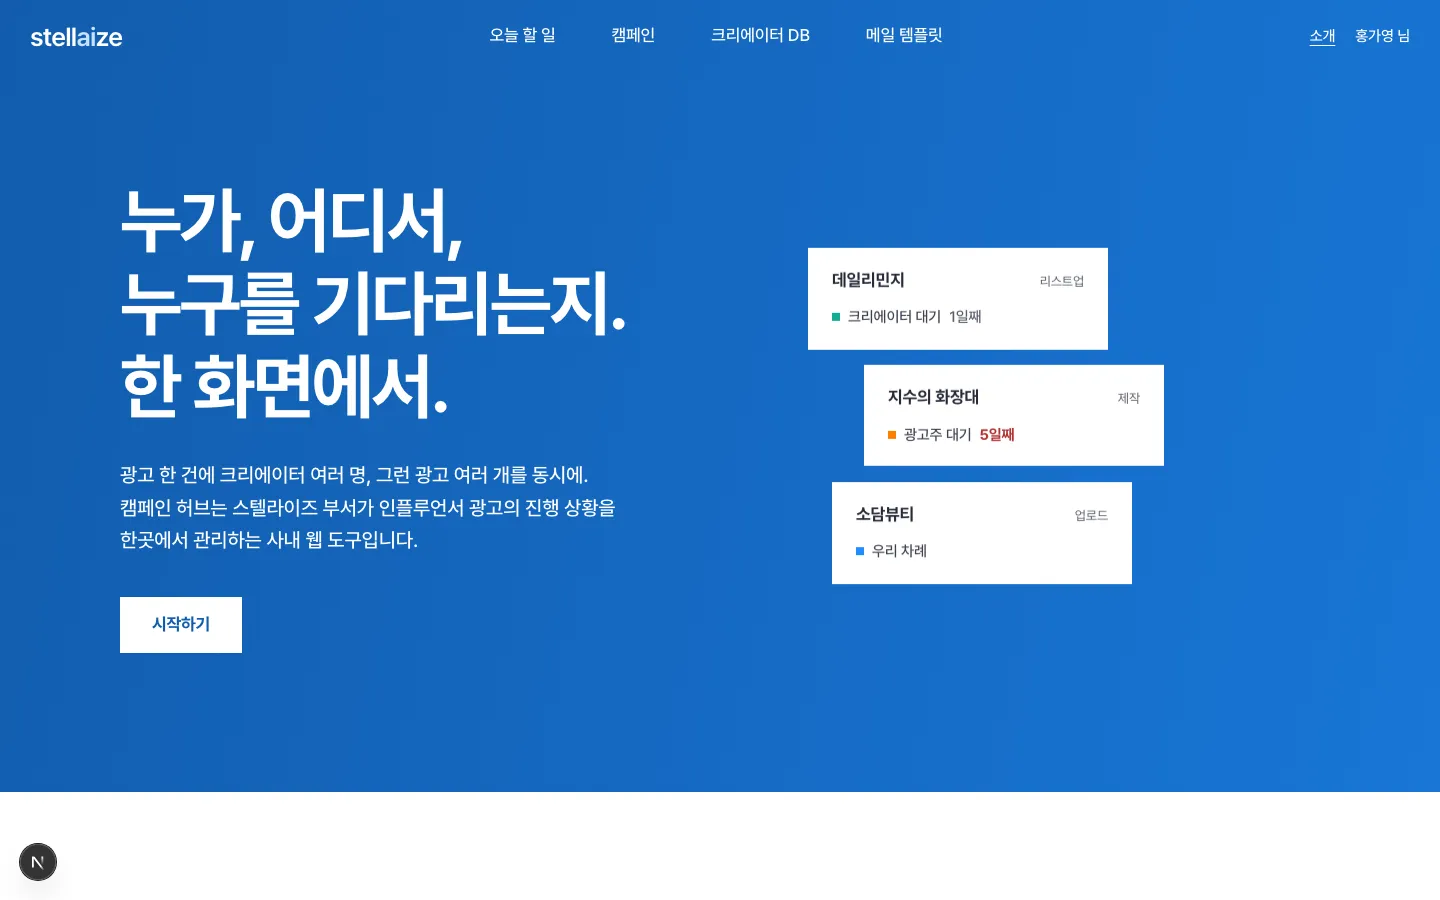 stellaize
오늘 할 일
캠페인
크리에이터 DB
메일 템플릿
소개
홍가영 님
누가, 어디서,
누구를 기다리는지.
한 화면에서.
광고 한 건에 크리에이터 여러 명, 그런 광고 여러 개를 동시에.
캠페인 허브는 스텔라이즈 부서가 인플루언서 광고의 진행 상황을
한곳에서 관리하는 사내 웹 도구입니다.
시작하기
데일리민지
리스트업
크리에이터 대기 1일째
지수의 화장대
제작
광고주 대기 5일째
소담뷰티
업로드
우리 차례
N